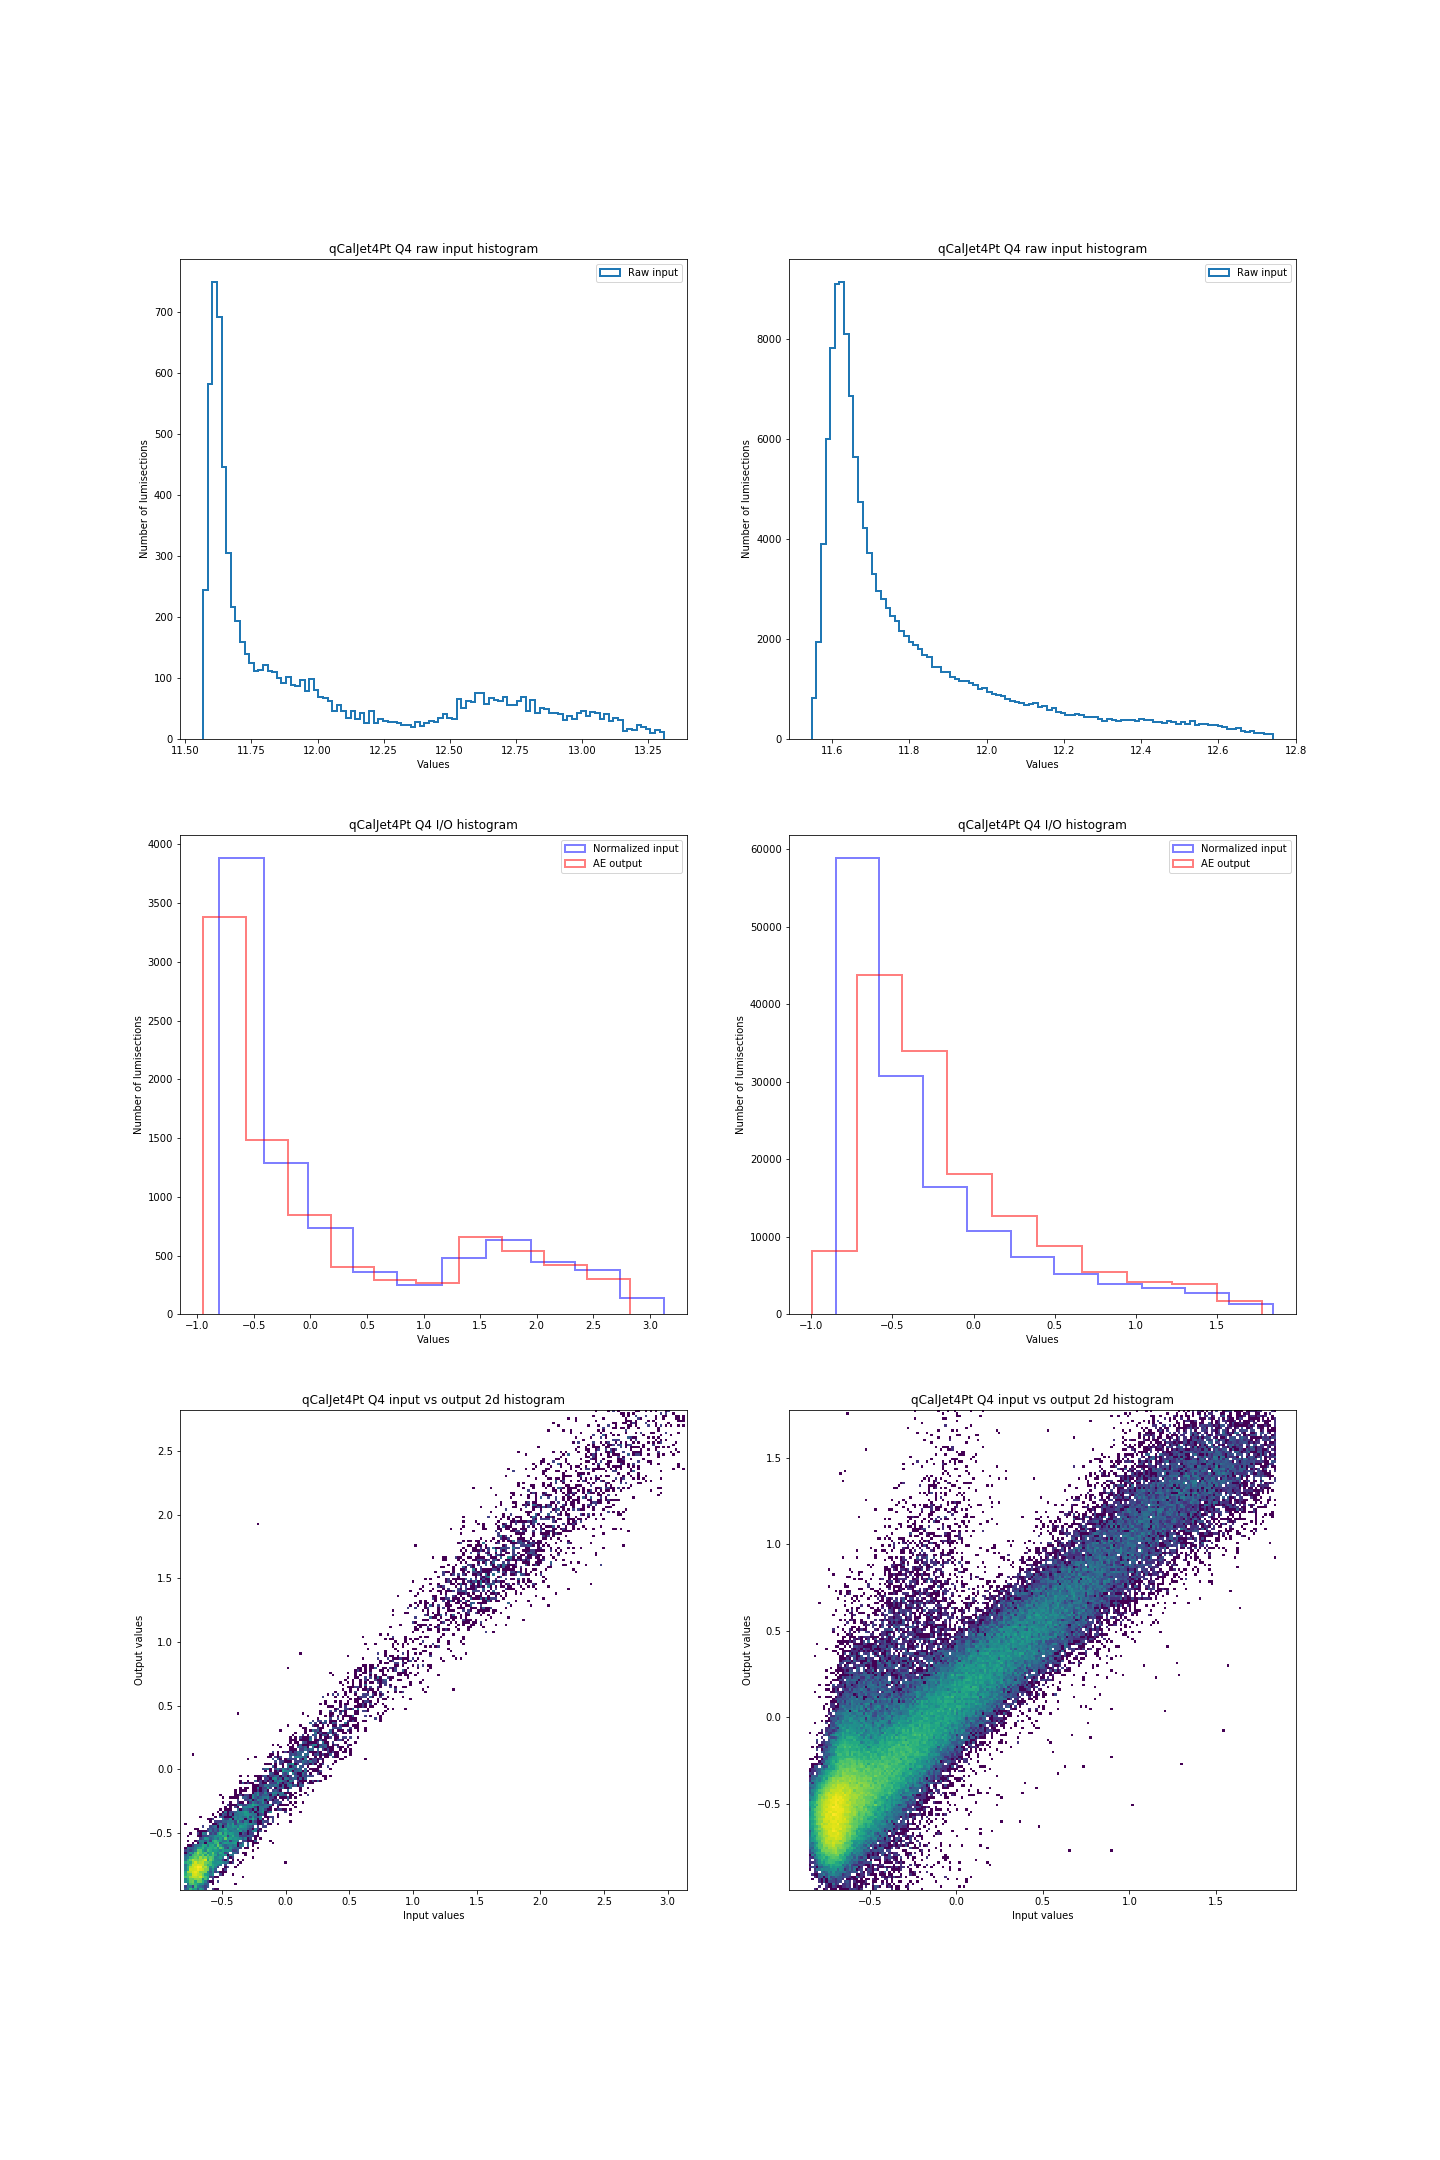 qCalJet4Pt Q4 raw input histogram
Raw input
Number of lumisections
700
600
500
400
300
200
100
0
11.50 11.75 12.00 12.25 12.50 12.75 13.00 13.25
Values
qCalJet4Pt Q4 raw input histogram
Raw input
Number of lumisections
8000
6000
4000
2000
0
11.6 11.8 12.0 12.2 12.4 12.6 12.8
Values
qCalJet4Pt Q4 I/O histogram
Normalized input
AE output
Number of lumisections
4000
3500
3000
2500
2000
1500
1000
500
0
−1.0 −0.5 0.0 0.5 1.0 1.5 2.0 2.5 3.0
Values
qCalJet4Pt Q4 I/O histogram
Normalized input
AE output
Number of lumisections
60000
50000
40000
30000
20000
10000
0
−1.0 −0.5 0.0 0.5 1.0 1.5
Values
qCalJet4Pt Q4 input vs output 2d histogram
Output values
2.5
2.0
1.5
1.0
0.5
0.0
−0.5
−0.5 0.0 0.5 1.0 1.5 2.0 2.5 3.0
Input values
qCalJet4Pt Q4 input vs output 2d histogram
Output values
1.5
1.0
0.5
0.0
−0.5
−0.5 0.0 0.5 1.0 1.5
Input values